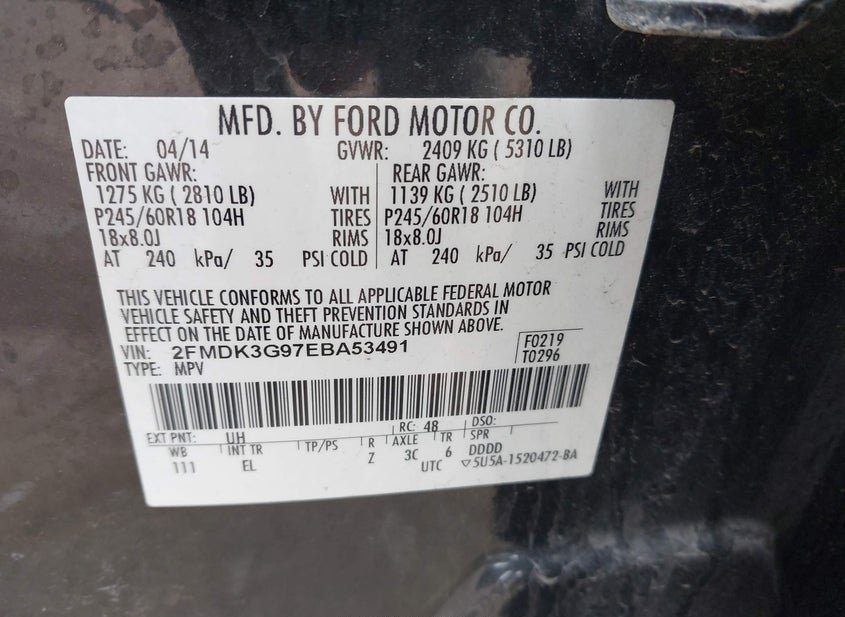 MFD. BY FORD MOTOR CO.
DATE: 04/14 GVWR: 2409 KG ( 5310 LB)
FRONT GAWR: REAR GAWR:
1275 KG ( 2810 LB) WITH 1139 KG ( 2510 LB) WITH
P245/60R18 104H TIRES P245/60R18 104H TIRES
18x8.0J RIMS 18x8.0J RIMS
AT 240 kPa/ 35 PSI COLD AT 240 kPa/ 35 PSI COLD
THIS VEHICLE CONFORMS TO ALL APPLICABLE FEDERAL MOTOR
VEHICLE SAFETY AND THEFT PREVENTION STANDARDS IN
EFFECT ON THE DATE OF MANUFACTURE SHOWN ABOVE.
VIN: 2FMDK3G97EBA53491 F0219
TYPE: MPV T0296
EXT PNT: UH RC: 48 DSO:
WB INT TR TP/PS R AXLE TR SPR
111 EL Z 3C 6 DDDD
UTC ▽5U5A-1520472-BA